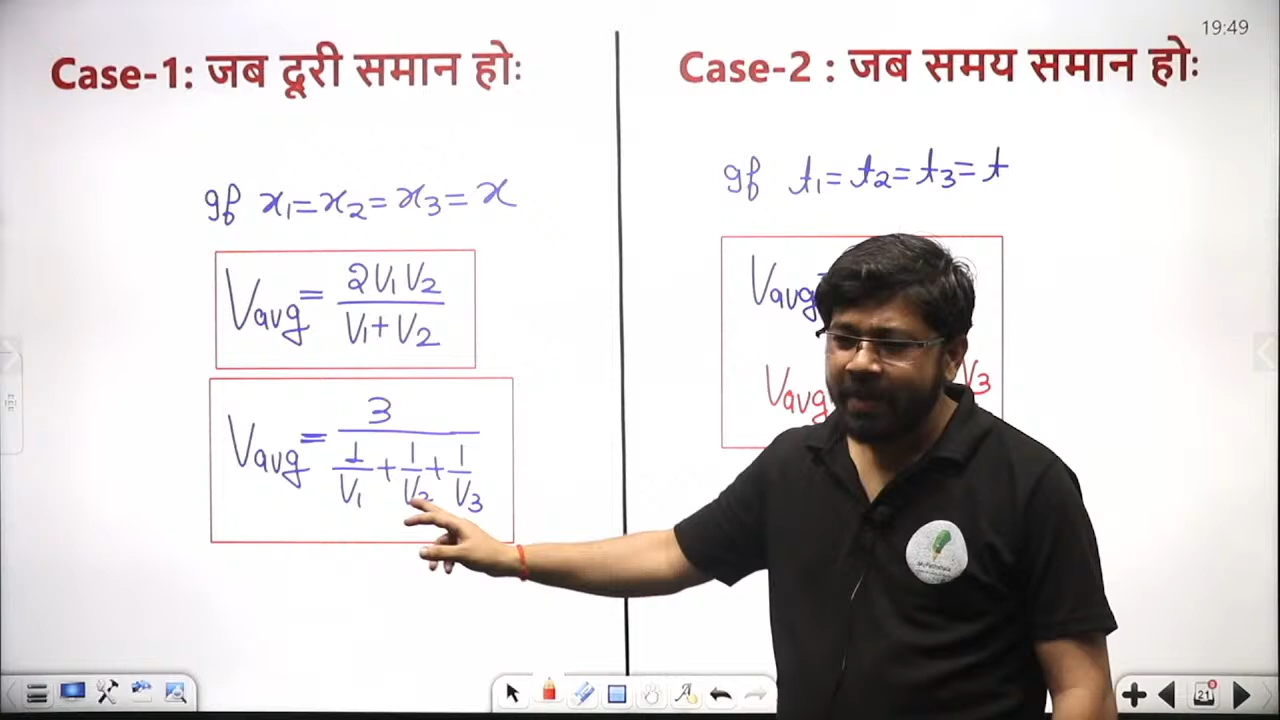 19:49
Case-1: जब दूरी समान होः
If x₁=x₂=x₃=x
Vavg = 2V₁V₂ / V₁+V₂
Vavg = 3 / 1/V₁ + 1/V₂ + 1/V₃
Case-2 : जब समय समान होः
If t₁=t₂=t₃=t
Vavg
Vavg V₃
21